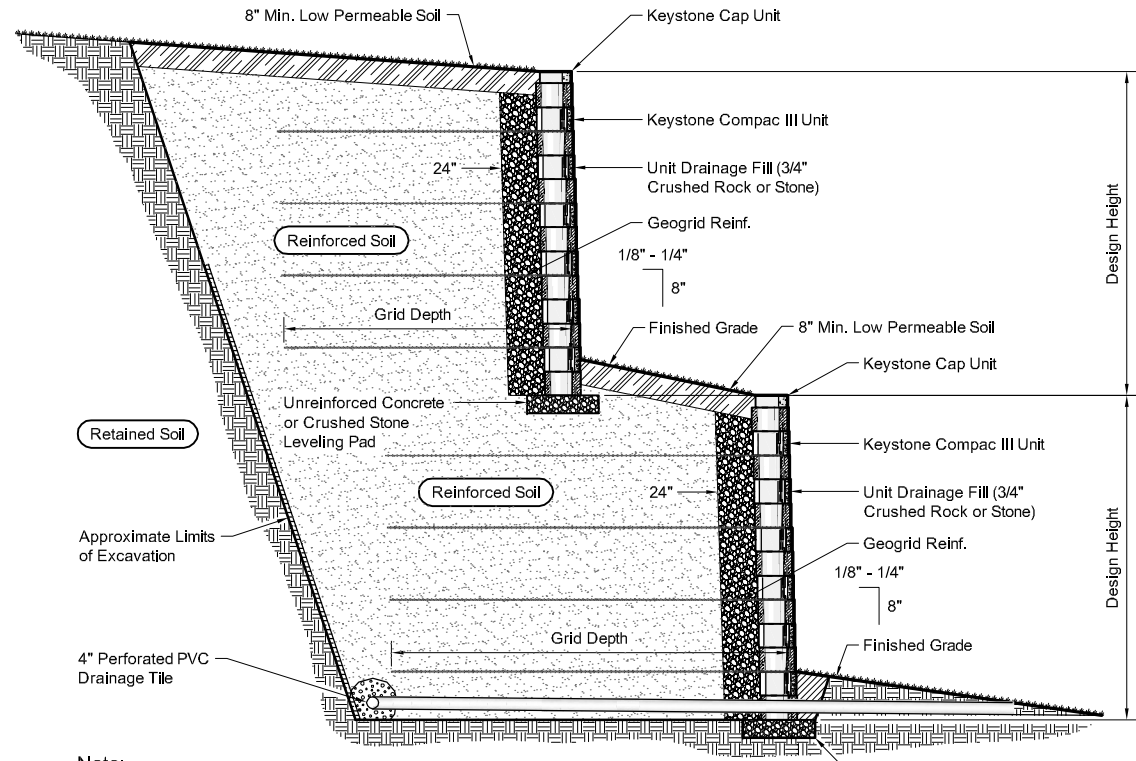 8" Min. Low Permeable Soil
Keystone Cap Unit
Keystone Compac III Unit
24"
Unit Drainage Fill (3/4"
Crushed Rock or Stone)
Geogrid Reinf.
Reinforced Soil
1/8" - 1/4"
8"
Design Height
Grid Depth
Finished Grade
8" Min. Low Permeable Soil
Keystone Cap Unit
Unreinforced Concrete
or Crushed Stone
Leveling Pad
Retained Soil
Keystone Compac III Unit
Reinforced Soil
24"
Unit Drainage Fill (3/4"
Crushed Rock or Stone)
Approximate Limits
of Excavation
Geogrid Reinf.
1/8" - 1/4"
8"
Design Height
Grid Depth
Finished Grade
4" Perforated PVC
Drainage Tile
Note: